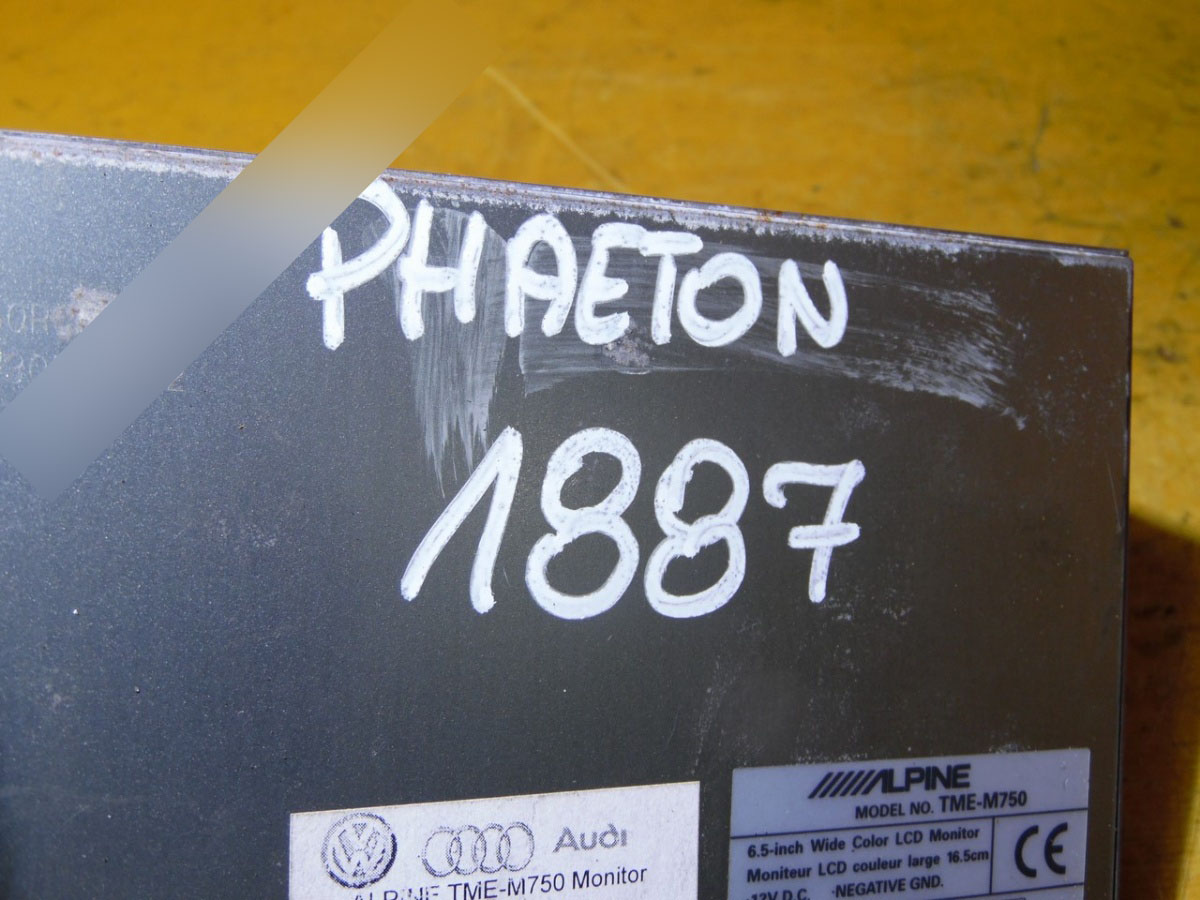 PHAETON
1887
Audi
ALPINE TME-M750 Monitor
ALPINE
MODEL NO. TME-M750
6.5-inch Wide Color LCD Monitor
Moniteur LCD couleur large 16.5cm
12V D.C. NEGATIVE GND.
CE